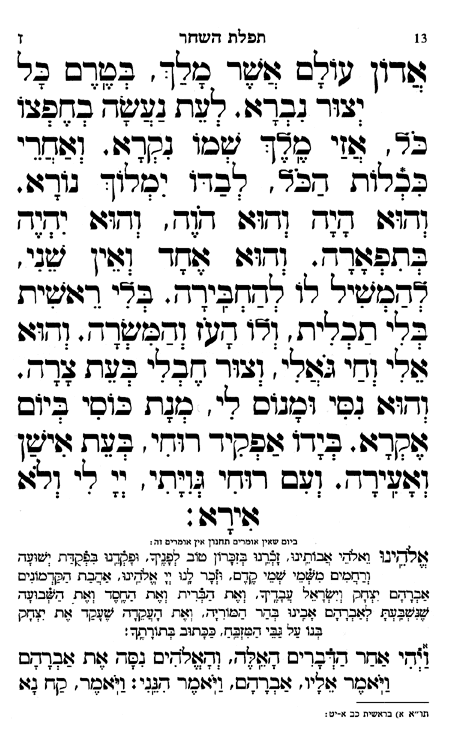 13 תפלת השחר ז
אֲדוֹן עוֹלָם אֲשֶׁר מָלַךְ, בְּטֶרֶם כָּל
יְצוּר נִבְרָא. לְעֵת נַעֲשָׂה בְחֶפְצוֹ
כֹּל, אֲזַי מֶלֶךְ שְׁמוֹ נִקְרָא. וְאַחֲרֵי
כִּכְלוֹת הַכֹּל, לְבַדּוֹ יִמְלוֹךְ נוֹרָא.
וְהוּא הָיָה וְהוּא הֹוֶה, וְהוּא יִהְיֶה
בְּתִפְאָרָה. וְהוּא אֶחָד וְאֵין שֵׁנִי,
לְהַמְשִׁיל לוֹ לְהַחְבִּירָה. בְּלִי רֵאשִׁית
בְּלִי תַכְלִית, וְלוֹ הָעֹז וְהַמִּשְׂרָה. וְהוּא
אֵלִי וְחַי גֹּאֲלִי, וְצוּר חֶבְלִי בְּעֵת צָרָה.
וְהוּא נִסִּי וּמָנוֹס לִי, מְנָת כּוֹסִי בְּיוֹם
אֶקְרָא. בְּיָדוֹ אַפְקִיד רוּחִי, בְּעֵת אִישַׁן
וְאָעִירָה. וְעִם רוּחִי גְּוִיָּתִי, יְיָ לִי וְלֹא
אִירָא:
ביום שאין אומרים תחנון אין אומרים זה:
אֱלֹהֵינוּ וֵאלֹהֵי אֲבוֹתֵינוּ, זָכְרֵנוּ בְּזִכְרוֹן טוֹב לְפָנֶיךָ, וּפָקְדֵנוּ בִּפְקֻדַּת יְשׁוּעָה
וְרַחֲמִים מִשְּׁמֵי שְׁמֵי קֶדֶם, וּזְכָר לָנוּ יְיָ אֱלֹהֵינוּ, אַהֲבַת הַקַּדְמוֹנִים
אַבְרָהָם יִצְחָק וְיִשְׂרָאֵל עֲבָדֶיךָ, וְאֶת הַבְּרִית וְאֶת הַחֶסֶד וְאֶת הַשְּׁבוּעָה
שֶׁנִּשְׁבַּעְתָּ לְאַבְרָהָם אָבִינוּ בְּהַר הַמּוֹרִיָּה, וְאֶת הָעֲקֵדָה שֶׁעָקַד אֶת יִצְחָק
בְּנוֹ עַל גַּבֵּי הַמִּזְבֵּחַ, כַּכָּתוּב בְּתוֹרָתֶךָ:
וַיְהִי אַחַר הַדְּבָרִים הָאֵלֶּה, וְהָאֱלֹהִים נִסָּה אֶת אַבְרָהָם
וַיֹּאמֶר אֵלָיו, אַבְרָהָם, וַיֹּאמֶר הִנֵּנִי: וַיֹּאמֶר, קַח נָא
תו"א א) בראשית כב א-יט: